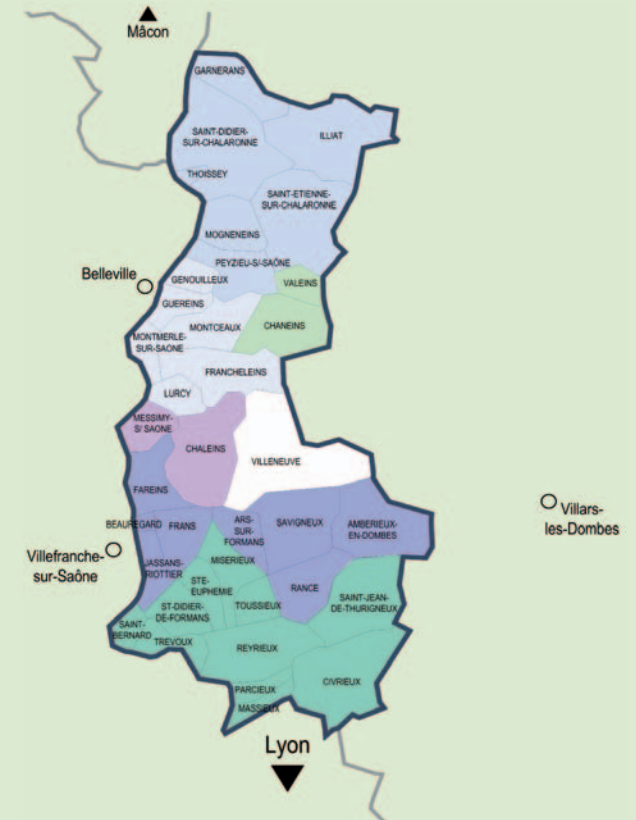 Mâcon
GARNERANS
SAINT-DIDIER-
SUR-CHALARONNE
ILLIAT
THOISSEY
SAINT-ETIENNE-
SUR-CHALARONNE
MOGNENEINS
PEYZIEU-S/-SAÔNE
Belleville
GENOUILLEUX
VALEINS
GUEREINS
MONTCEAUX
CHANEINS
MONTMERLE-
SUR-SAONE
FRANCHELEINS
LURCY
MESSIMY-
S/ SAONE
CHALEINS
VILLENEUVE
FAREINS
BEAUREGARD
FRANS
ARS-
SUR-
FORMANS
SAVIGNEUX
AMBERIEUX-
EN-DOMBES
Villars-
les-Dombes
Villefranche-
sur-Saône
JASSANS-
RIOTTIER
MISERIEUX
STE-
EUPHEMIE
RANCE
SAINT-JEAN-
DE-THURIGNEUX
ST-DIDIER-
DE-FORMANS
TOUSSIEUX
SAINT-
BERNARD
TREVOUX
REYRIEUX
CIVRIEUX
PARCIEUX
MASSIEUX
Lyon